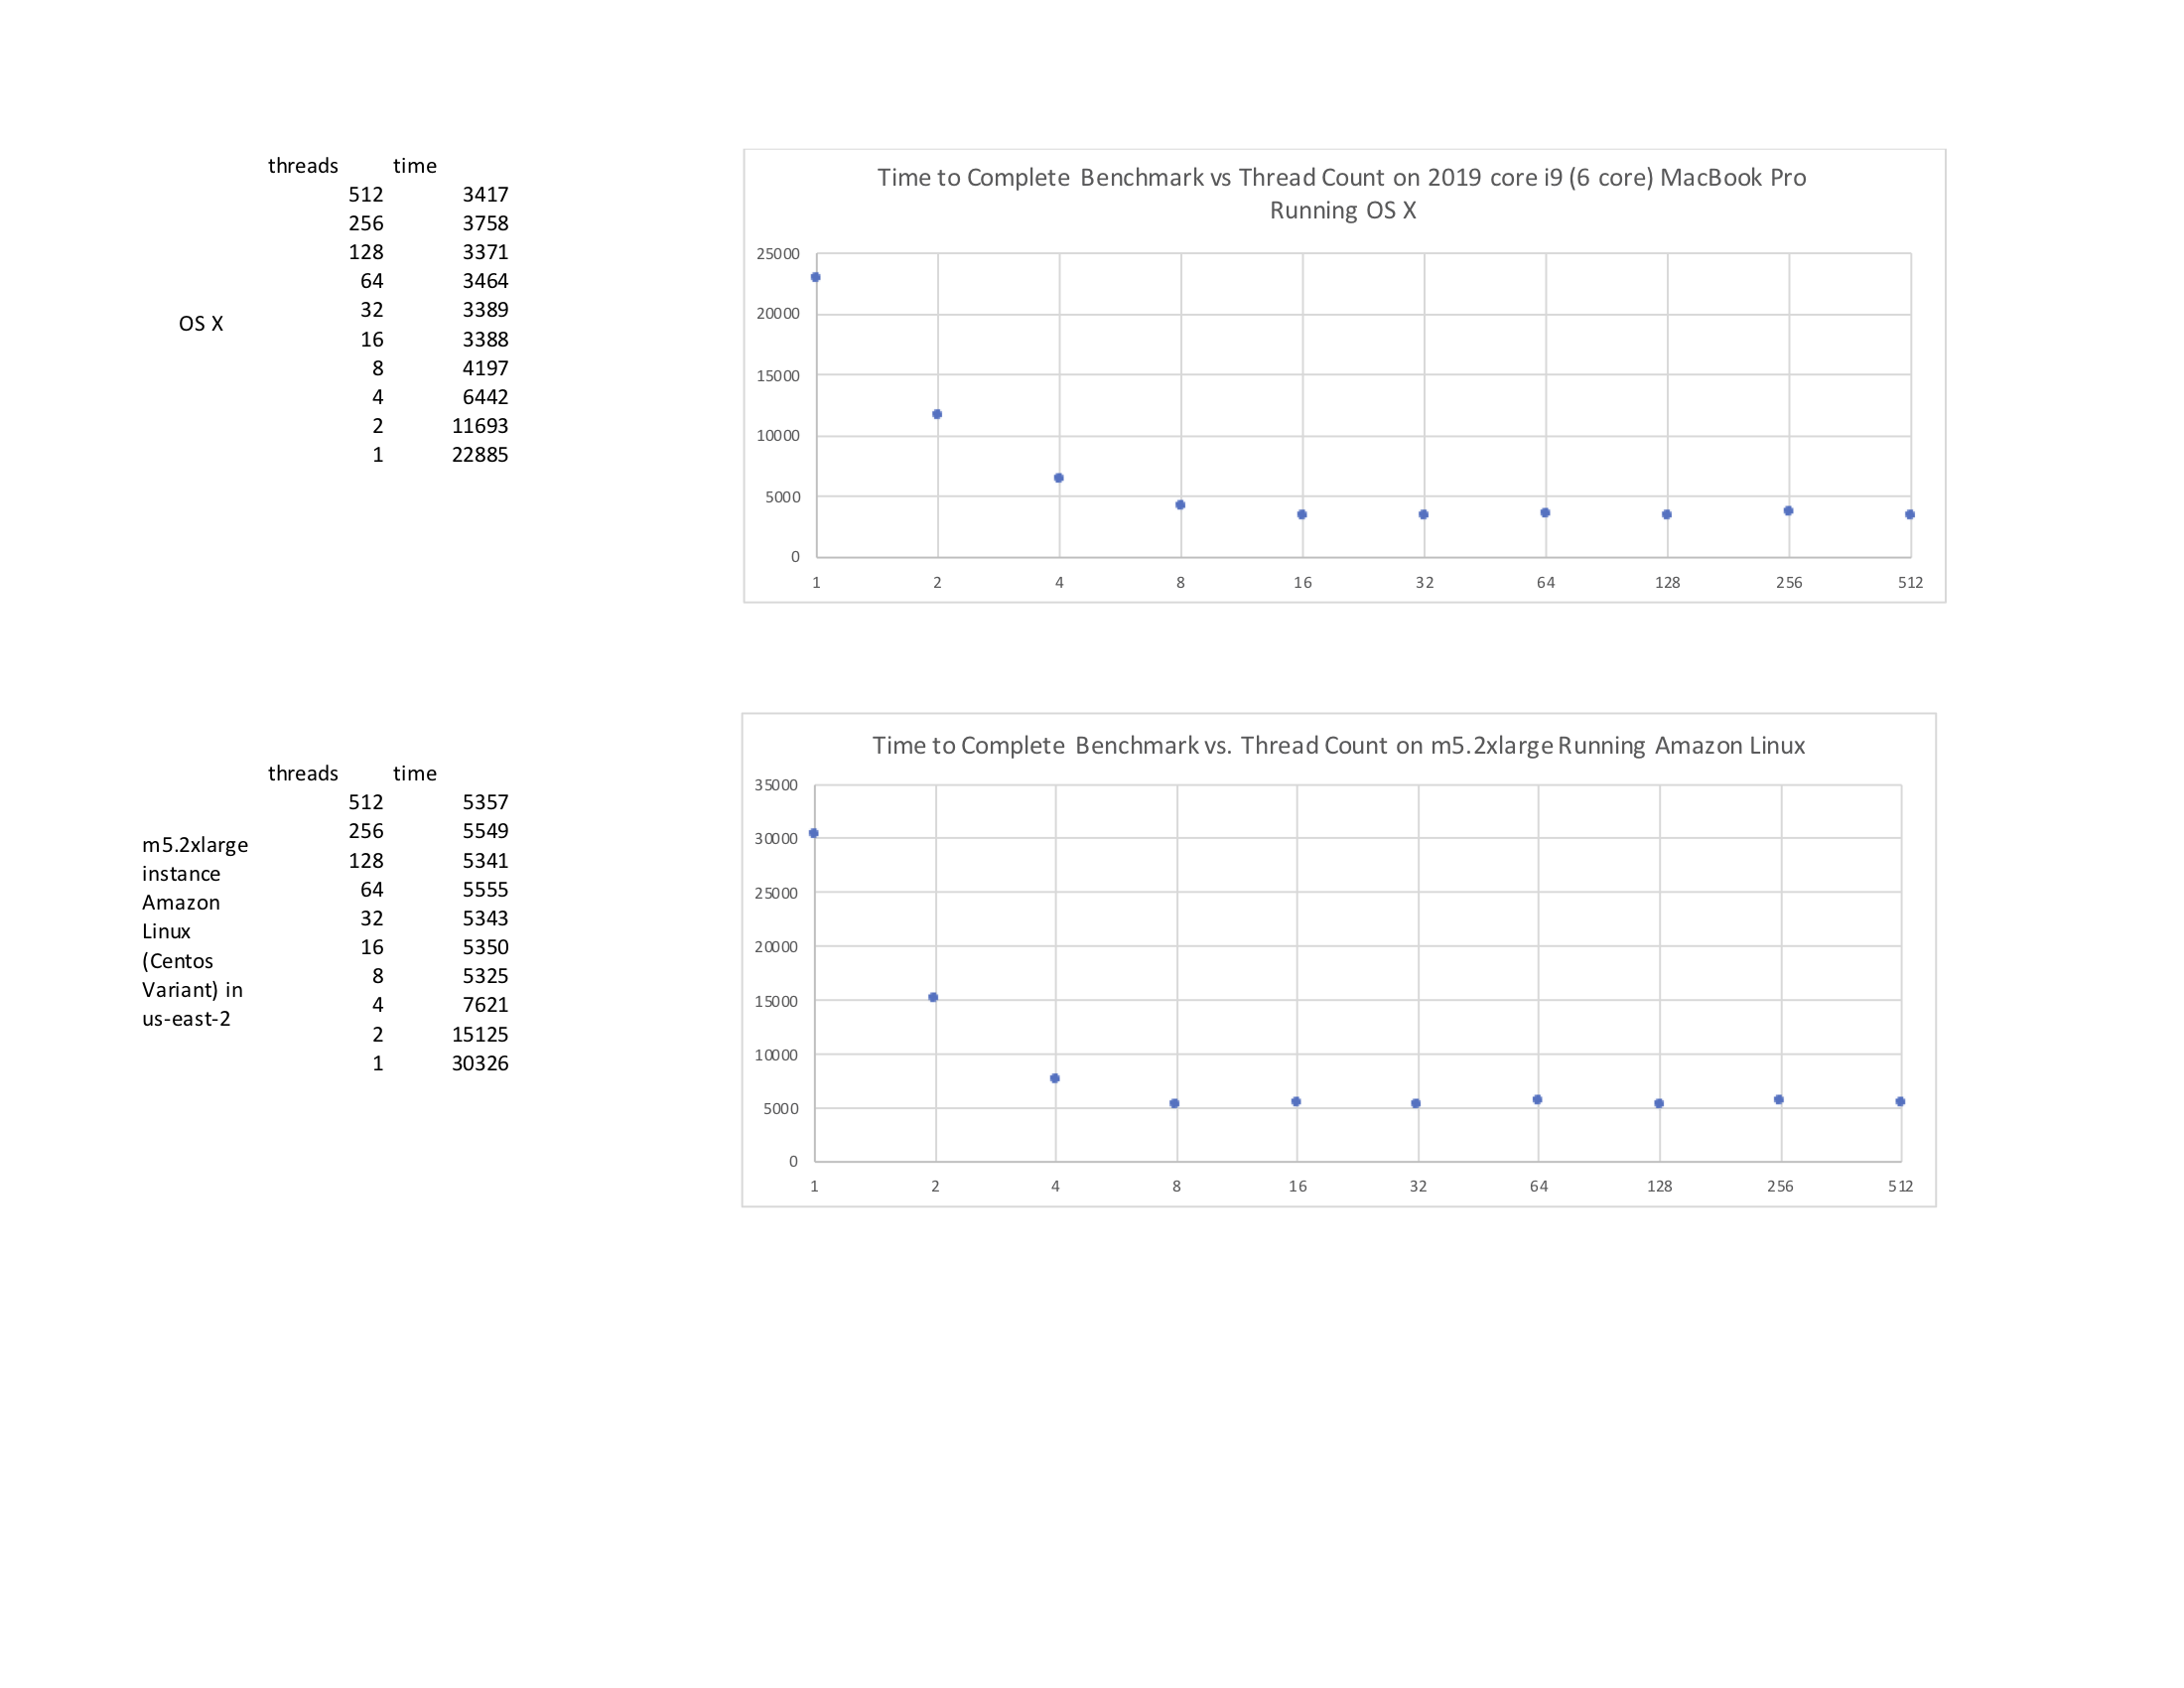 threads time
512 3417
256 3758
128 3371
64 3464
32 3389
OS X
16 3388
8 4197
4 6442
2 11693
1 22885
Time to Complete Benchmark vs Thread Count on 2019 core i9 (6 core) MacBook Pro
Running OS X
25000
20000
15000
10000
5000
0
1 2 4 8 16 32 64 128 256 512
threads time
512 5357
256 5549
m5.2xlarge
128 5341
instance
64 5555
Amazon
32 5343
Linux
16 5350
(Centos
8 5325
Variant) in
4 7621
us-east-2
2 15125
1 30326
Time to Complete Benchmark vs. Thread Count on m5.2xlarge Running Amazon Linux
35000
30000
25000
20000
15000
10000
5000
0
1 2 4 8 16 32 64 128 256 512